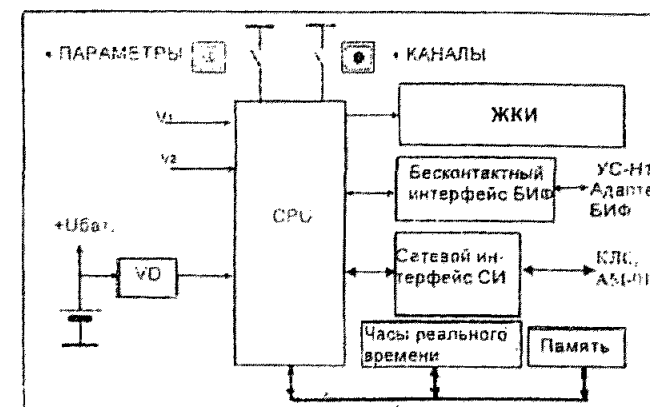 • ПАРАМЕТРЫ
• КАНАЛЫ
V1
V2
CPU
ЖКИ
Бесконтактный
интерфейс БИФ
УС-Н1
Адапте
БИФ
+Uбат.
VD
Сетевой ин-
терфейс СИ
КЛС,
Часы реального
времени
Память